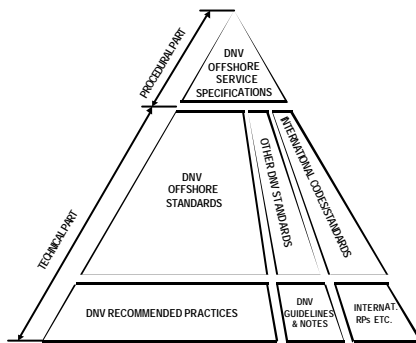 PROCEDURAL PART
DNV
OFFSHORE
SERVICE
SPECIFICATIONS
TECHNICAL PART
DNV
OFFSHORE
STANDARDS
OTHER DNV STANDARDS
INTERNATIONAL CODES/STANDARDS
DNV RECOMMENDED PRACTICES
DNV
GUIDELINES
& NOTES
INTERNAT.
RPs ETC.